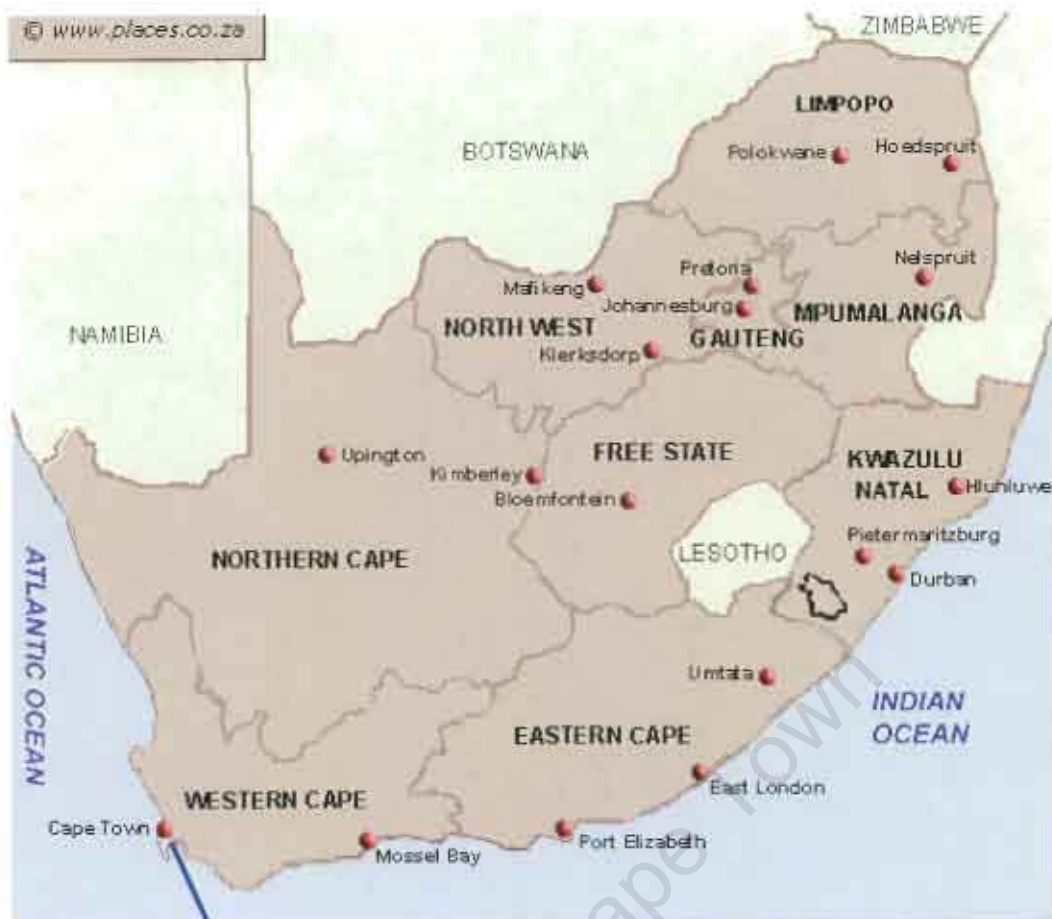 © www.places.co.za
ZIMBABWE
LIMPOPO
Polokwane
Hoedspruit
BOTSWANA
Nelspruit
Pretoria
Mafikeng
Johannesburg
MPUMALANGA
NORTH WEST
GAUTENG
NAMIBIA
Klerksdorp
Upington
FREE STATE
KWAZULU
NATAL
Kimberley
Hluhluwe
Bloemfontein
Pietermaritzburg
LESOTHO
NORTHERN CAPE
Durban
ATLANTIC OCEAN
Umtata
INDIAN
OCEAN
EASTERN CAPE
East London
WESTERN CAPE
Cape Town
Mossel Bay
Port Elizabeth
ape Town